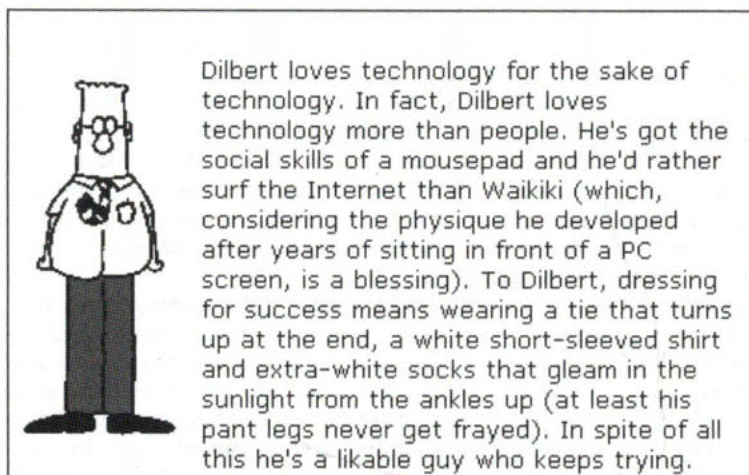 Dilbert loves technology for the sake of
technology. In fact, Dilbert loves
technology more than people. He's got the
social skills of a mousepad and he'd rather
surf the Internet than Waikiki (which,
considering the physique he developed
after years of sitting in front of a PC
screen, is a blessing). To Dilbert, dressing
for success means wearing a tie that turns
up at the end, a white short-sleeved shirt
and extra-white socks that gleam in the
sunlight from the ankles up (at least his
pant legs never get frayed). In spite of all
this he's a likable guy who keeps trying.